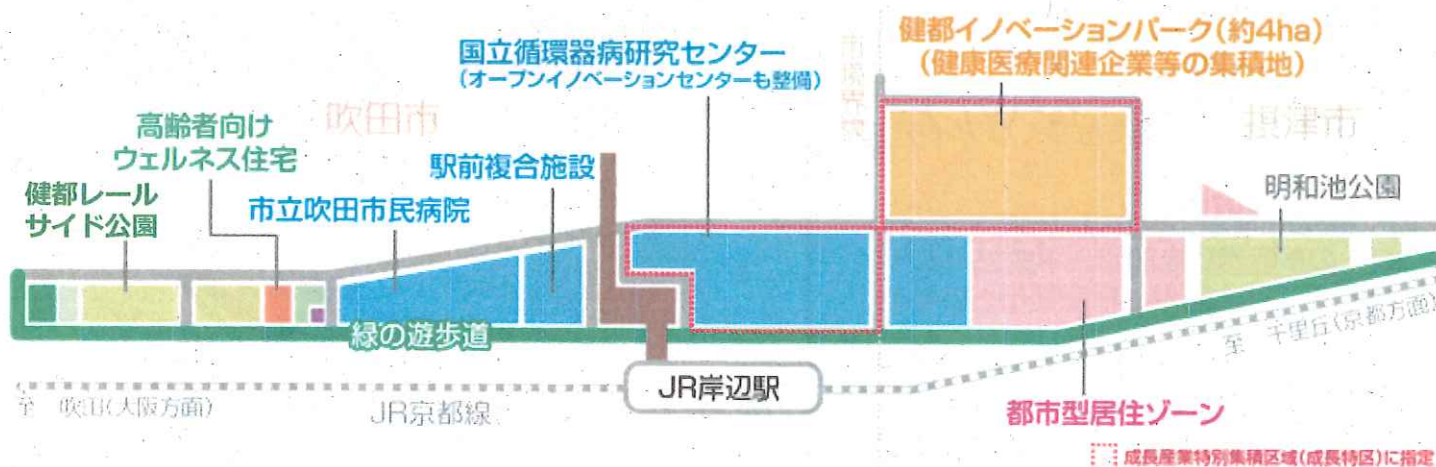 健都イノベーションパーク(約4ha)
(健康医療関連企業等の集積地)
国立循環器病研究センター
(オープンイノベーションセンターも整備)
吹田市
摂津市
高齢者向け
ウェルネス住宅
駅前複合施設
健都レール
サイド公園
市立吹田市民病院
明和池公園
緑の遊歩道
至 千里丘(京都方面)
JR岸辺駅
至 吹田(大阪方面)
JR京都線
都市型居住ゾーン
成長産業特別集積区域(成長特区)に指定